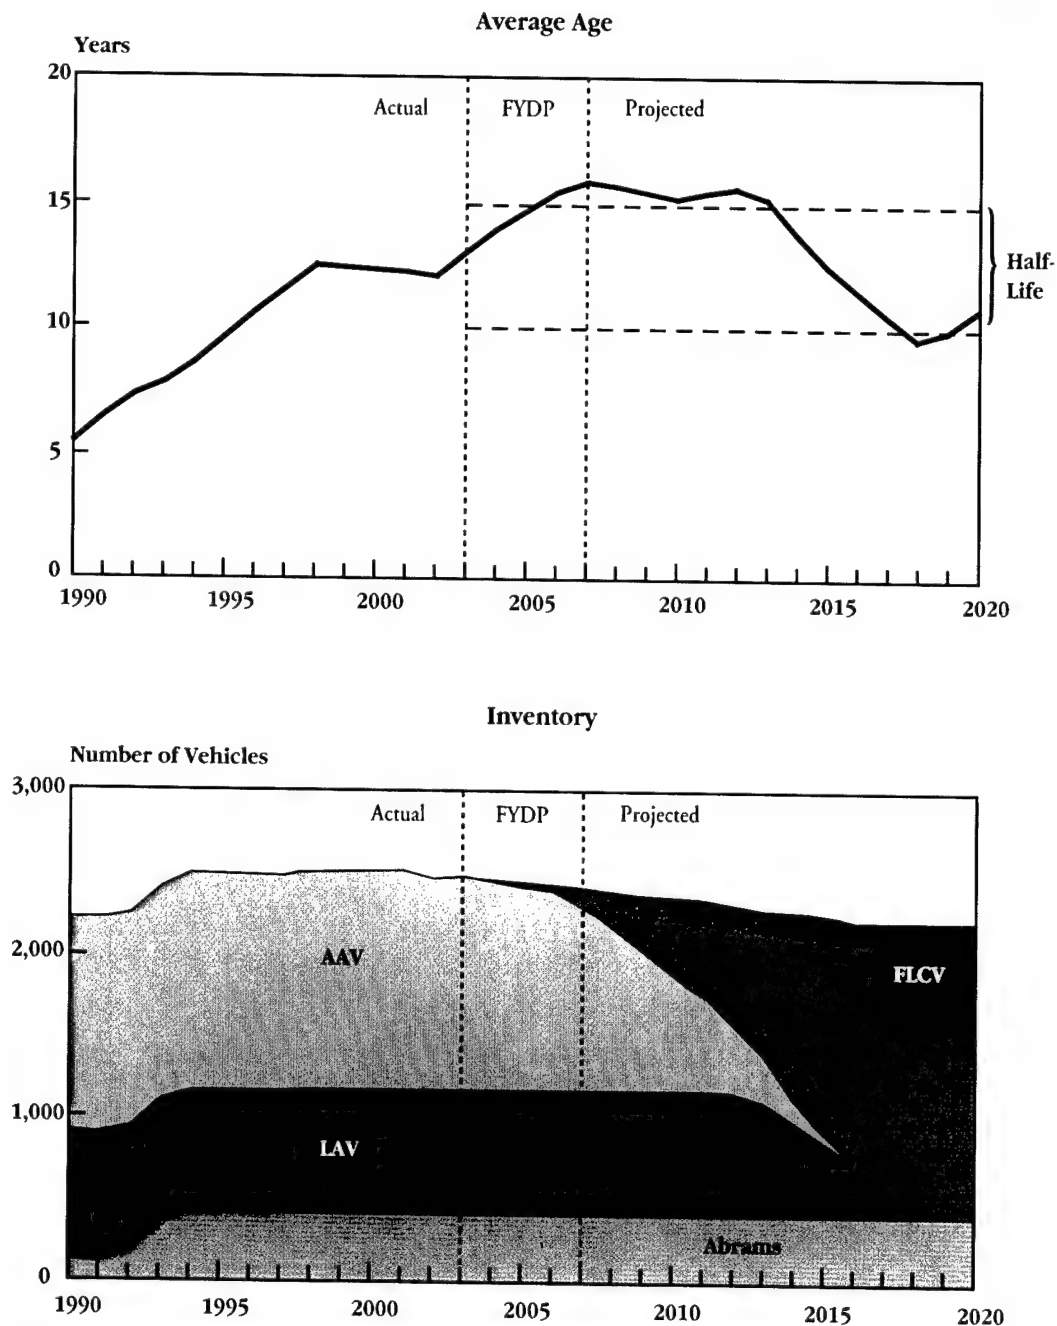 Average Age
Years
20
Actual FYDP Projected
15
Half-
Life
10
5
0
1990 1995 2000 2005 2010 2015 2020
Inventory
Number of Vehicles
3,000
Actual FYDP Projected
2,000
AAV
FLCV
1,000
LAV
Abrams
0
1990 1995 2000 2005 2010 2015 2020